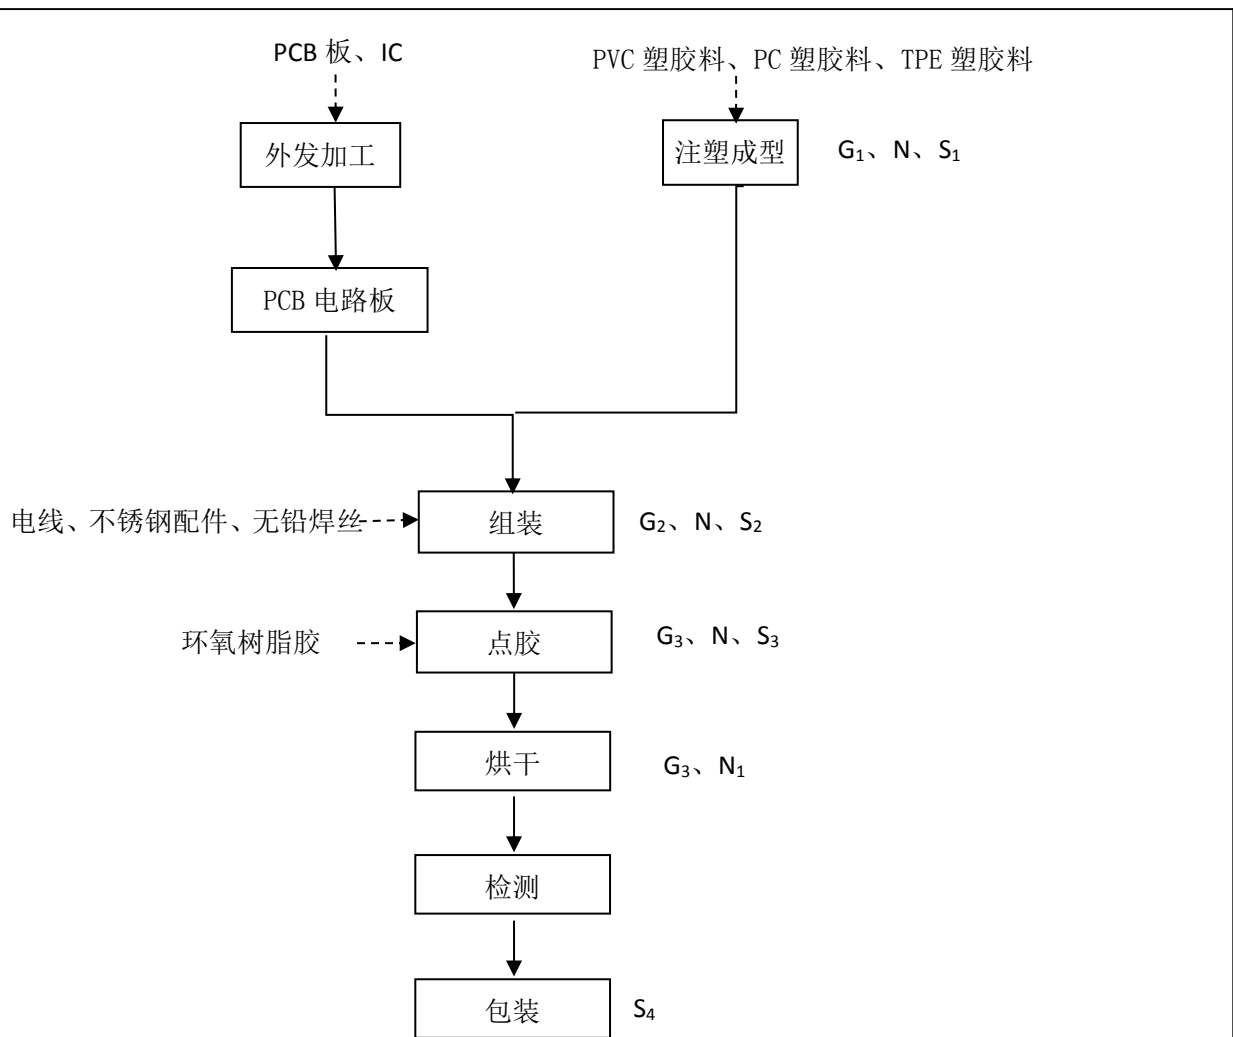 PCB 板、IC
PVC 塑胶料、PC 塑胶料、TPE 塑胶料
外发加工
注塑成型
G₁、N、S₁
PCB 电路板
电线、不锈钢配件、无铅焊丝
组装
G₂、N、S₂
环氧树脂胶
点胶
G₃、N、S₃
烘干
G₃、N₁
检测
包装
S₄